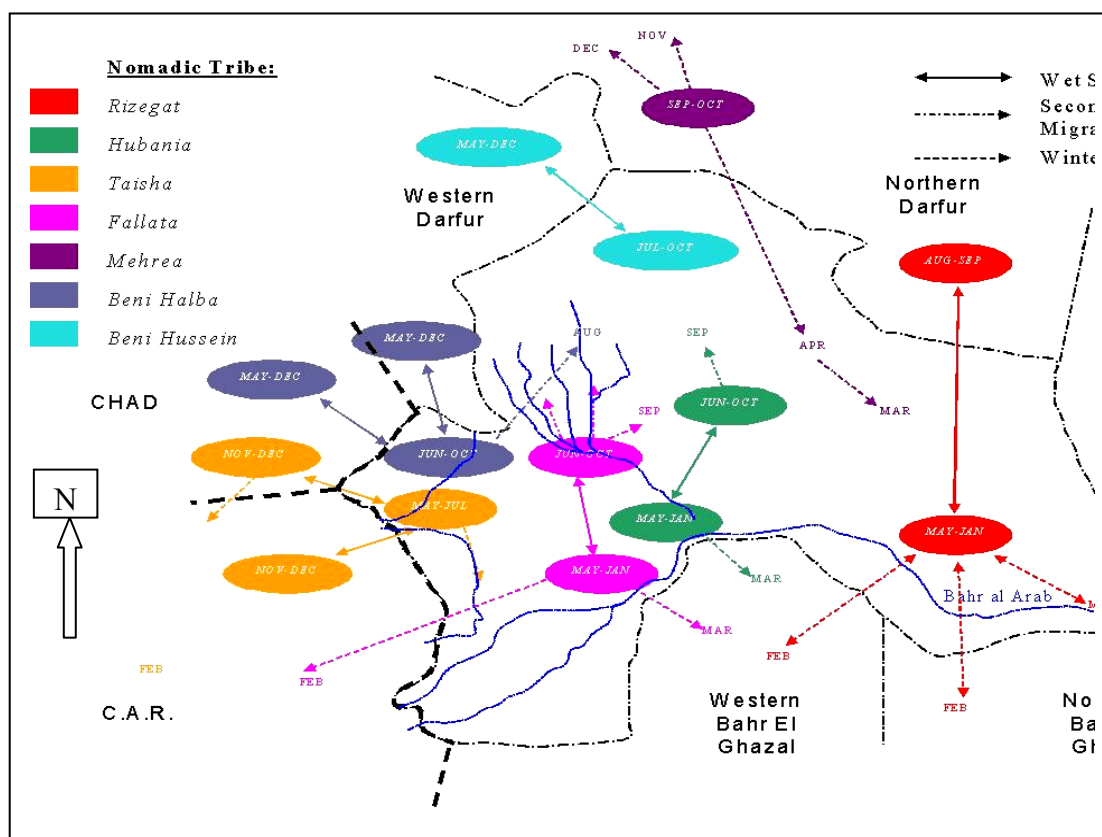 Nomadic Tribe:
Rizegat
Hubania
Taisha
Fallata
Mehrea
Beni Halba
Beni Hussein
DEC
NOV
SEP-OCT
Wet S
Secon
Migra
Winte
MAY-DEC
Western
Darfur
Northern
Darfur
JUL-OCT
AUG-SEP
MAY-DEC
AUG
SEP
APR
MAY-DEC
CHAD
JUN-OCT
MAR
SEP
NOV-DEC
JUN-OCT
JUN-OCT
N
MAY-JUL
MAY-JAN
MAY-JAN
NOV-DEC
MAY-JAN
MAR
Bahr al Arab
MAR
FEB
FEB
FEB
FEB
C.A.R.
Western
Bahr El
Ghazal
No
Ba
Gh